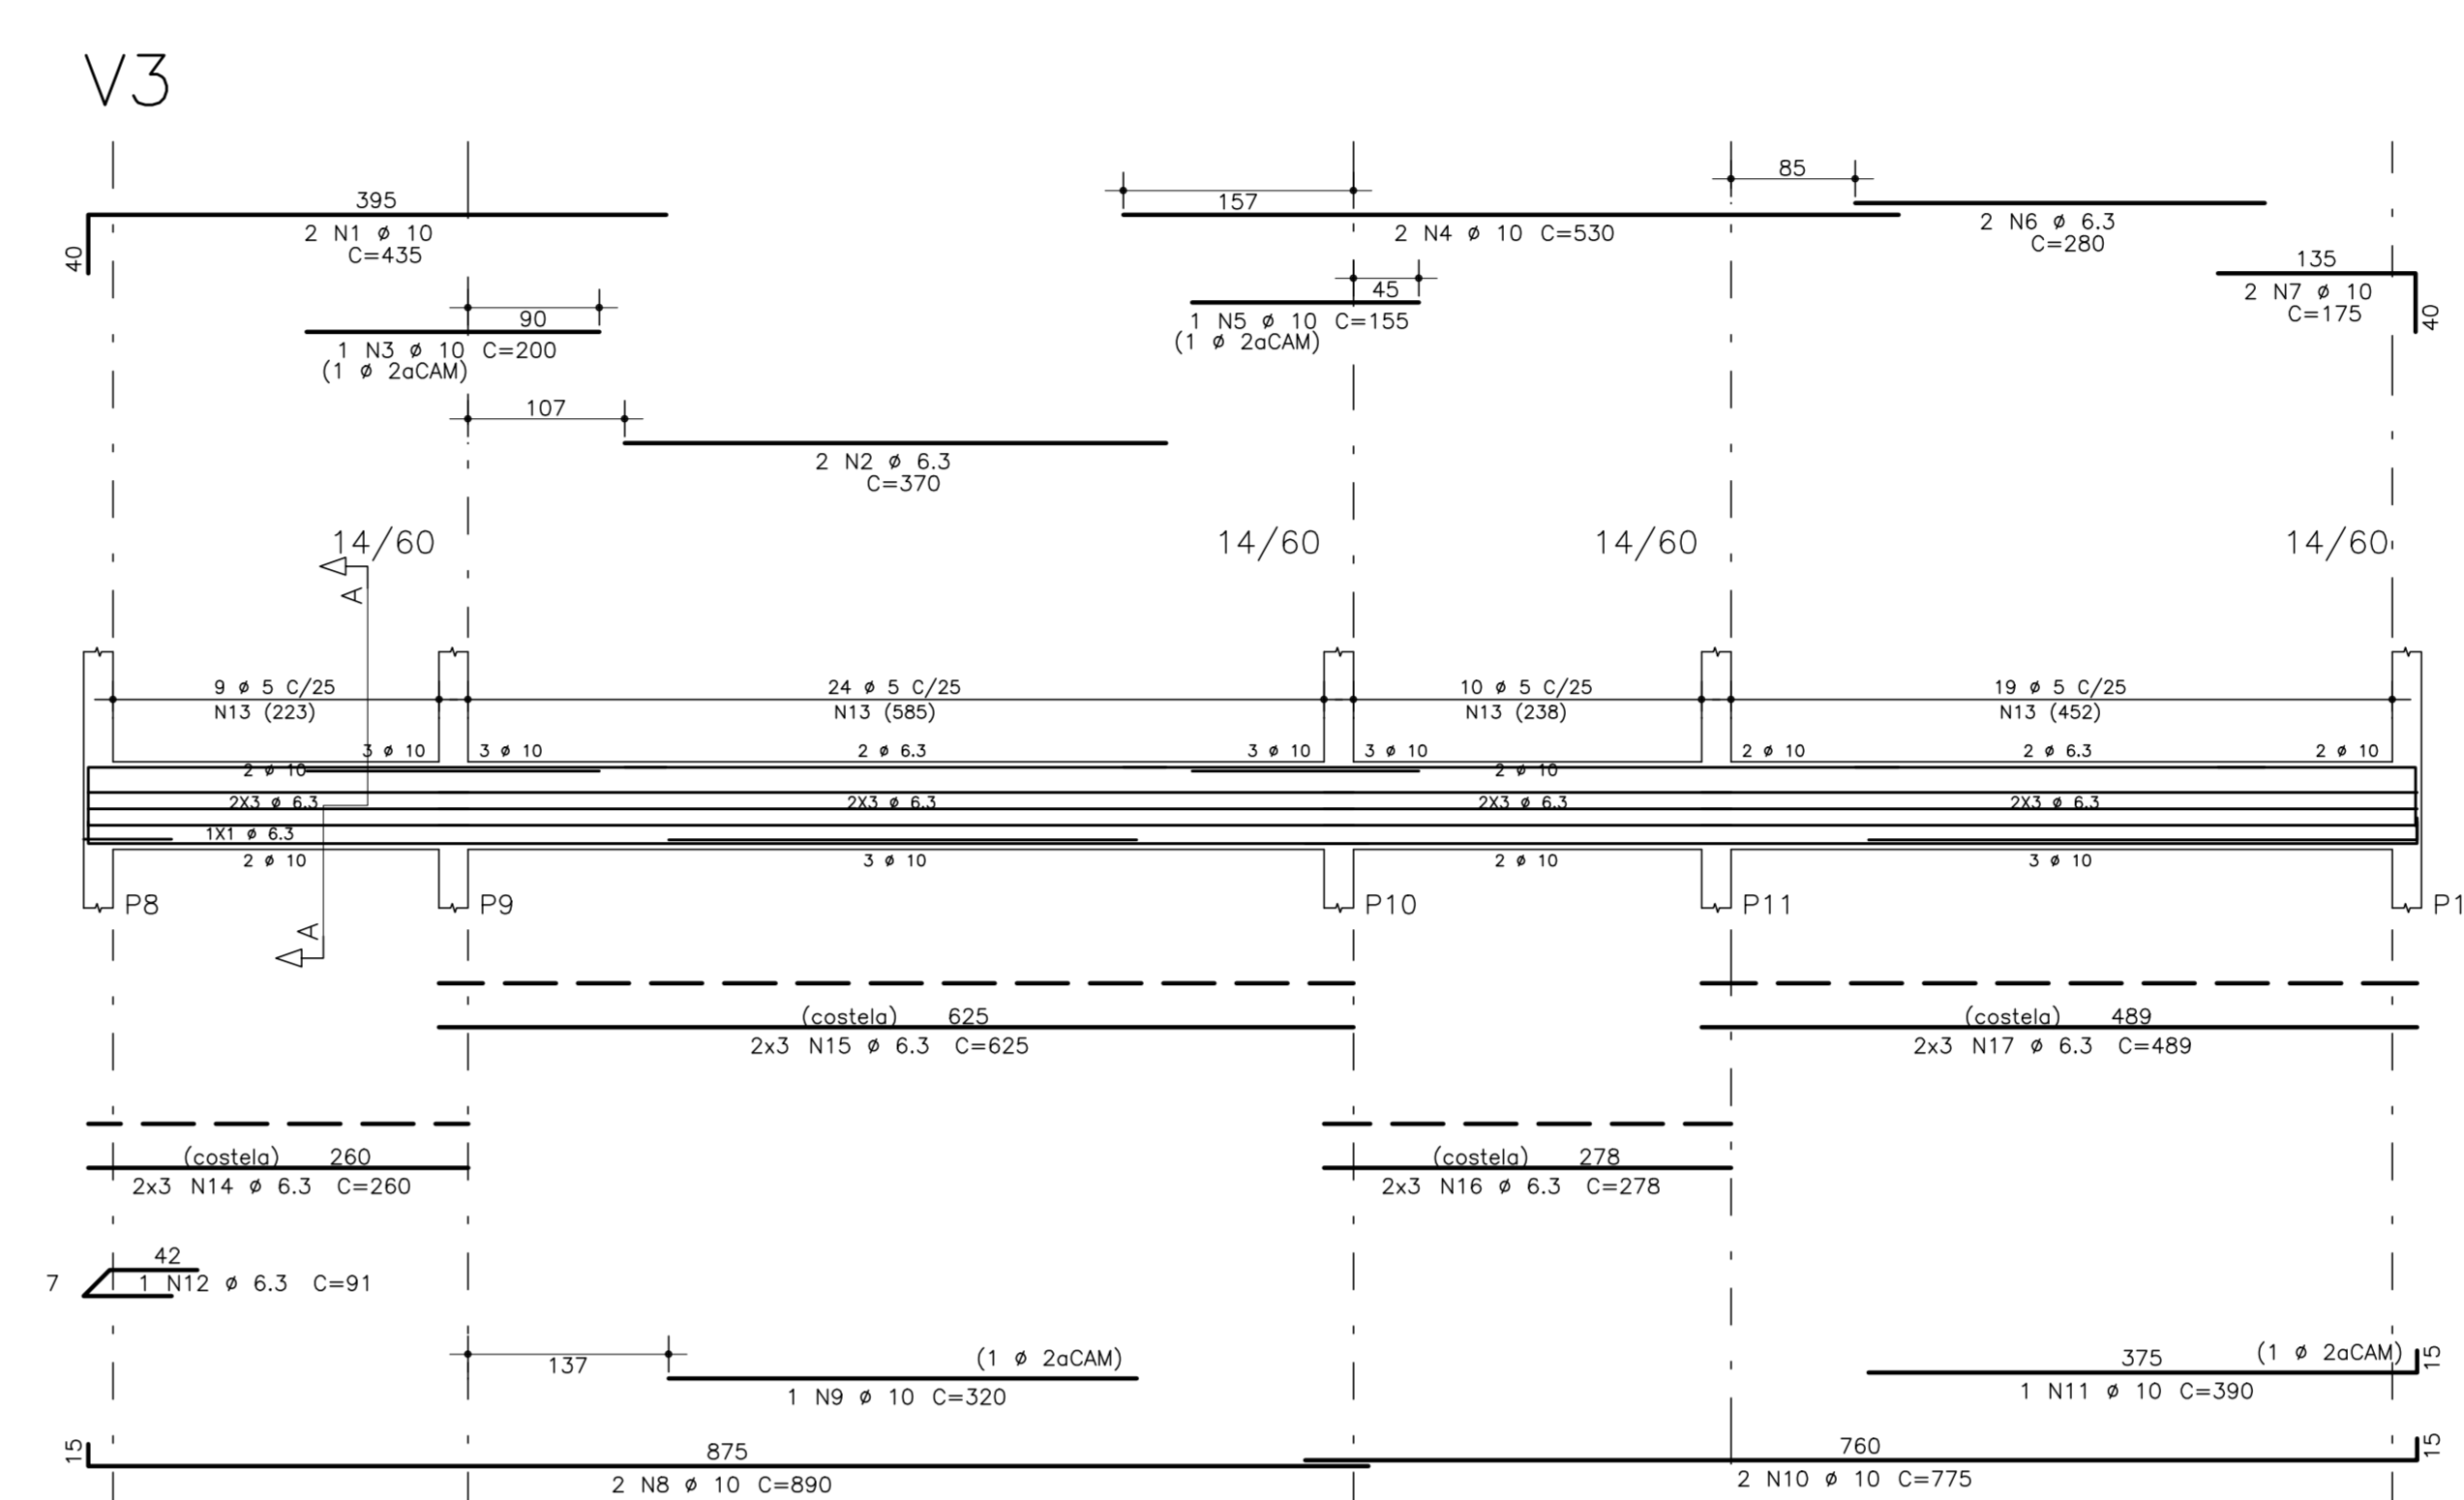 V3
395
2 N1 ø 10
C=435
40
157
2 N4 ø 10 C=530
85
2 N6 ø 6.3
C=280
135
2 N7 ø 10
C=175
40
90
1 N3 ø 10 C=200
(1 ø 2aCAM)
45
1 N5 ø 10 C=155
(1 ø 2aCAM)
107
2 N2 ø 6.3
C=370
14/60
14/60
14/60
14/60
A
9 ø 5 C/25
24 ø 5 C/25
10 ø 5 C/25
19 ø 5 C/25
N13 (223)
N13 (585)
N13 (238)
N13 (452)
3 ø 10
3 ø 10
2 ø 6.3
3 ø 10
3 ø 10
2 ø 10
2 ø 6.3
2 ø 10
2 ø 10
2 ø 10
2X3 ø 6.3
2X3 ø 6.3
2X3 ø 6.3
2X3 ø 6.3
1X1 ø 6.3
2 ø 10
3 ø 10
2 ø 10
3 ø 10
P8
P9
P10
P11
P1
A
(costela) 625
2x3 N15 ø 6.3 C=625
(costela) 489
2x3 N17 ø 6.3 C=489
(costela) 260
2x3 N14 ø 6.3 C=260
(costela) 278
2x3 N16 ø 6.3 C=278
42
7
1 N12 ø 6.3 C=91
137
(1 ø 2aCAM)
1 N9 ø 10 C=320
375
(1 ø 2aCAM)
15
1 N11 ø 10 C=390
15
875
2 N8 ø 10 C=890
760
15
2 N10 ø 10 C=775